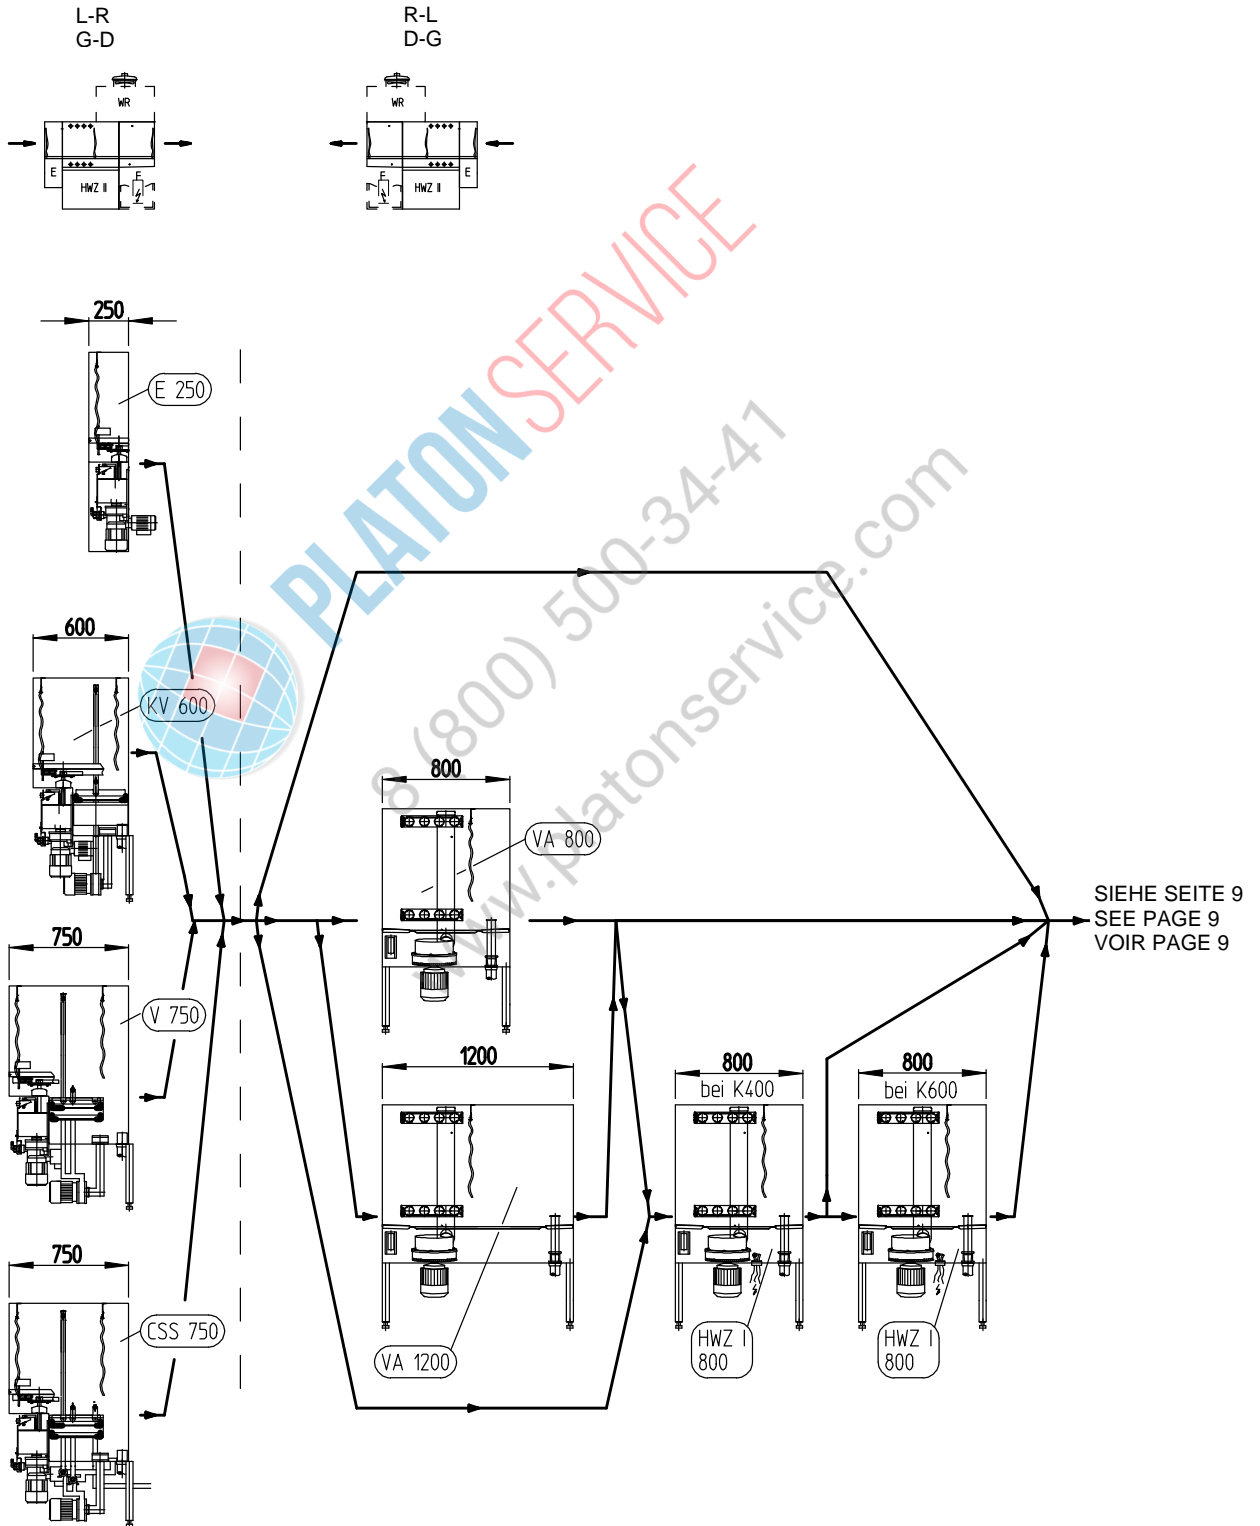 L-R
G-D
R-L
D-G
WR
E
HWZ II
E
WR
E
HWZ II
E
250
E 250
600
KV 600
750
V 750
750
CSS 750
800
VA 800
1200
VA 1200
800
bei K400
HWZ I
800
800
bei K600
HWZ I
800
SIEHE SEITE 9
SEE PAGE 9
VOIR PAGE 9
PLATONSERVICE
8 (800) 500-34-41
www.platonservice.com